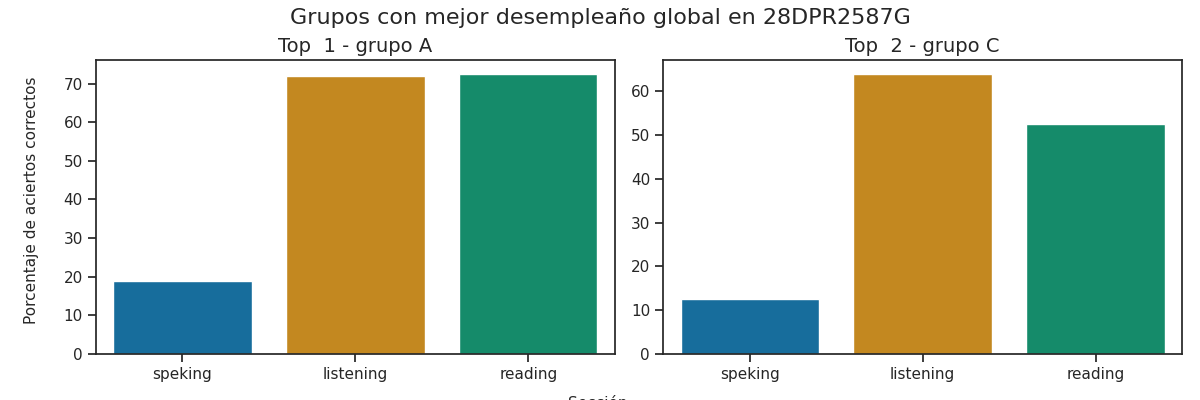 Grupos con mejor desempleaño global en 28DPR2587G
Top 1 - grupo A
Porcentaje de aciertos correctos
70
60
50
40
30
20
10
0
speking listening reading
Top 2 - grupo C
60
50
40
30
20
10
0
speking listening reading
Sección